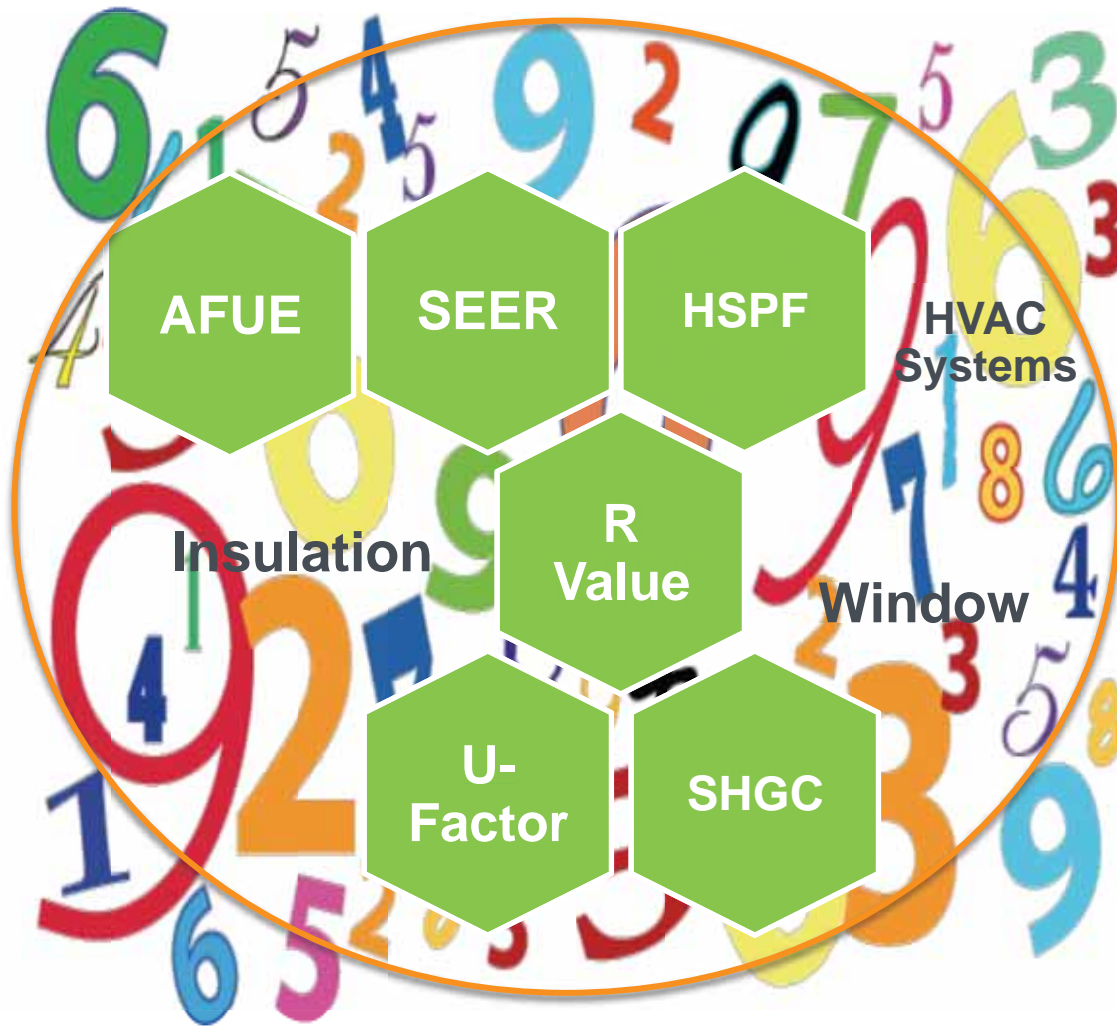 AFUE
SEER
HSPF
HVAC
Systems
Insulation
R
Value
Window
U-
Factor
SHGC